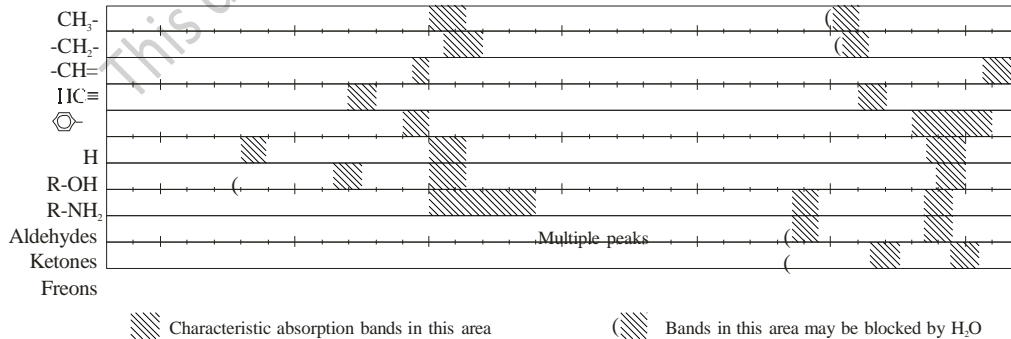 CH₃-
-CH₂-
-CH=
HC≡
H
R-OH
R-NH₂
Aldehydes
Multiple peaks
Ketones
Freons
Characteristic absorption bands in this area
( Bands in this area may be blocked by H₂O
This